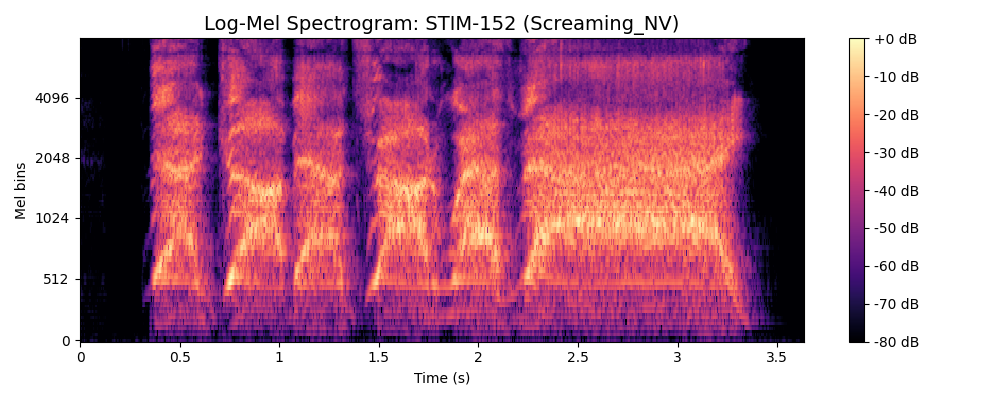 Log-Mel Spectrogram: STIM-152 (Screaming_NV)
Mel bins
4096
2048
1024
512
0
0
0.5
1
1.5
2
2.5
3
3.5
Time (s)
+0 dB
-10 dB
-20 dB
-30 dB
-40 dB
-50 dB
-60 dB
-70 dB
-80 dB